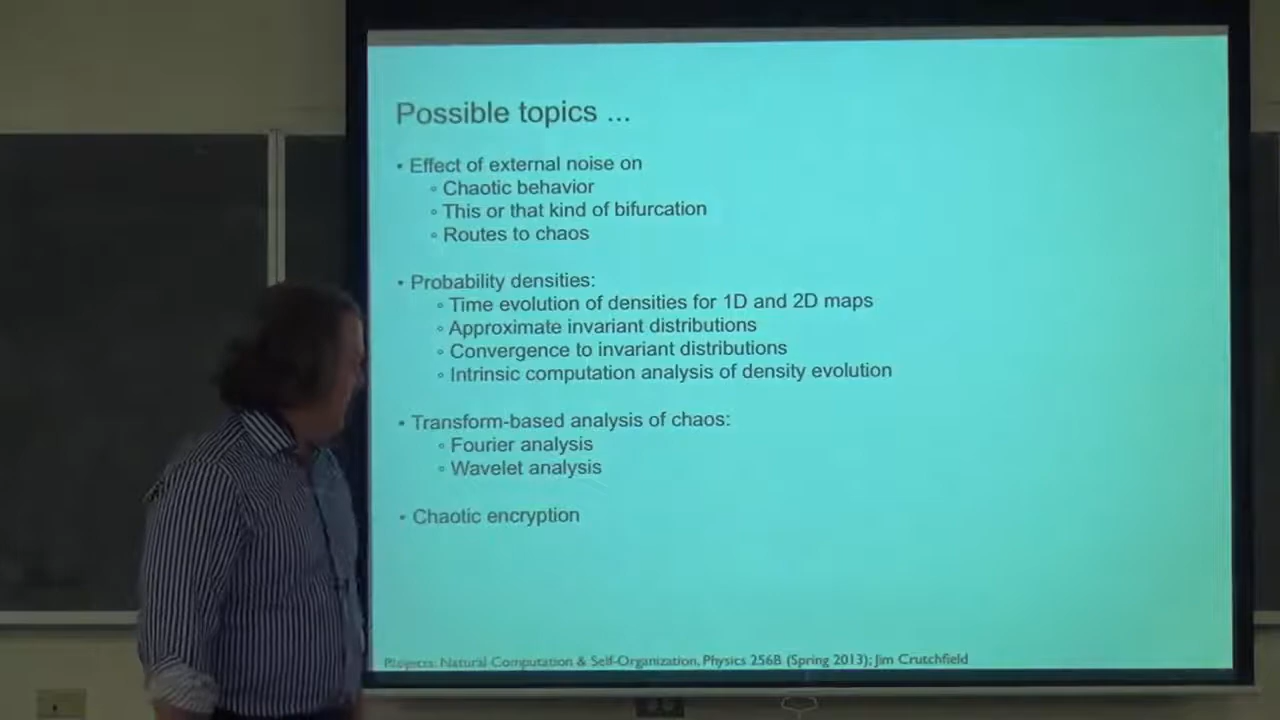 Possible topics ...
• Effect of external noise on
◦ Chaotic behavior
◦ This or that kind of bifurcation
◦ Routes to chaos
• Probability densities:
◦ Time evolution of densities for 1D and 2D maps
◦ Approximate invariant distributions
◦ Convergence to invariant distributions
◦ Intrinsic computation analysis of density evolution
• Transform-based analysis of chaos:
◦ Fourier analysis
◦ Wavelet analysis
• Chaotic encryption
Projects: Natural Computation & Self-Organization, Physics 256B (Spring 2013); Jim Crutchfield